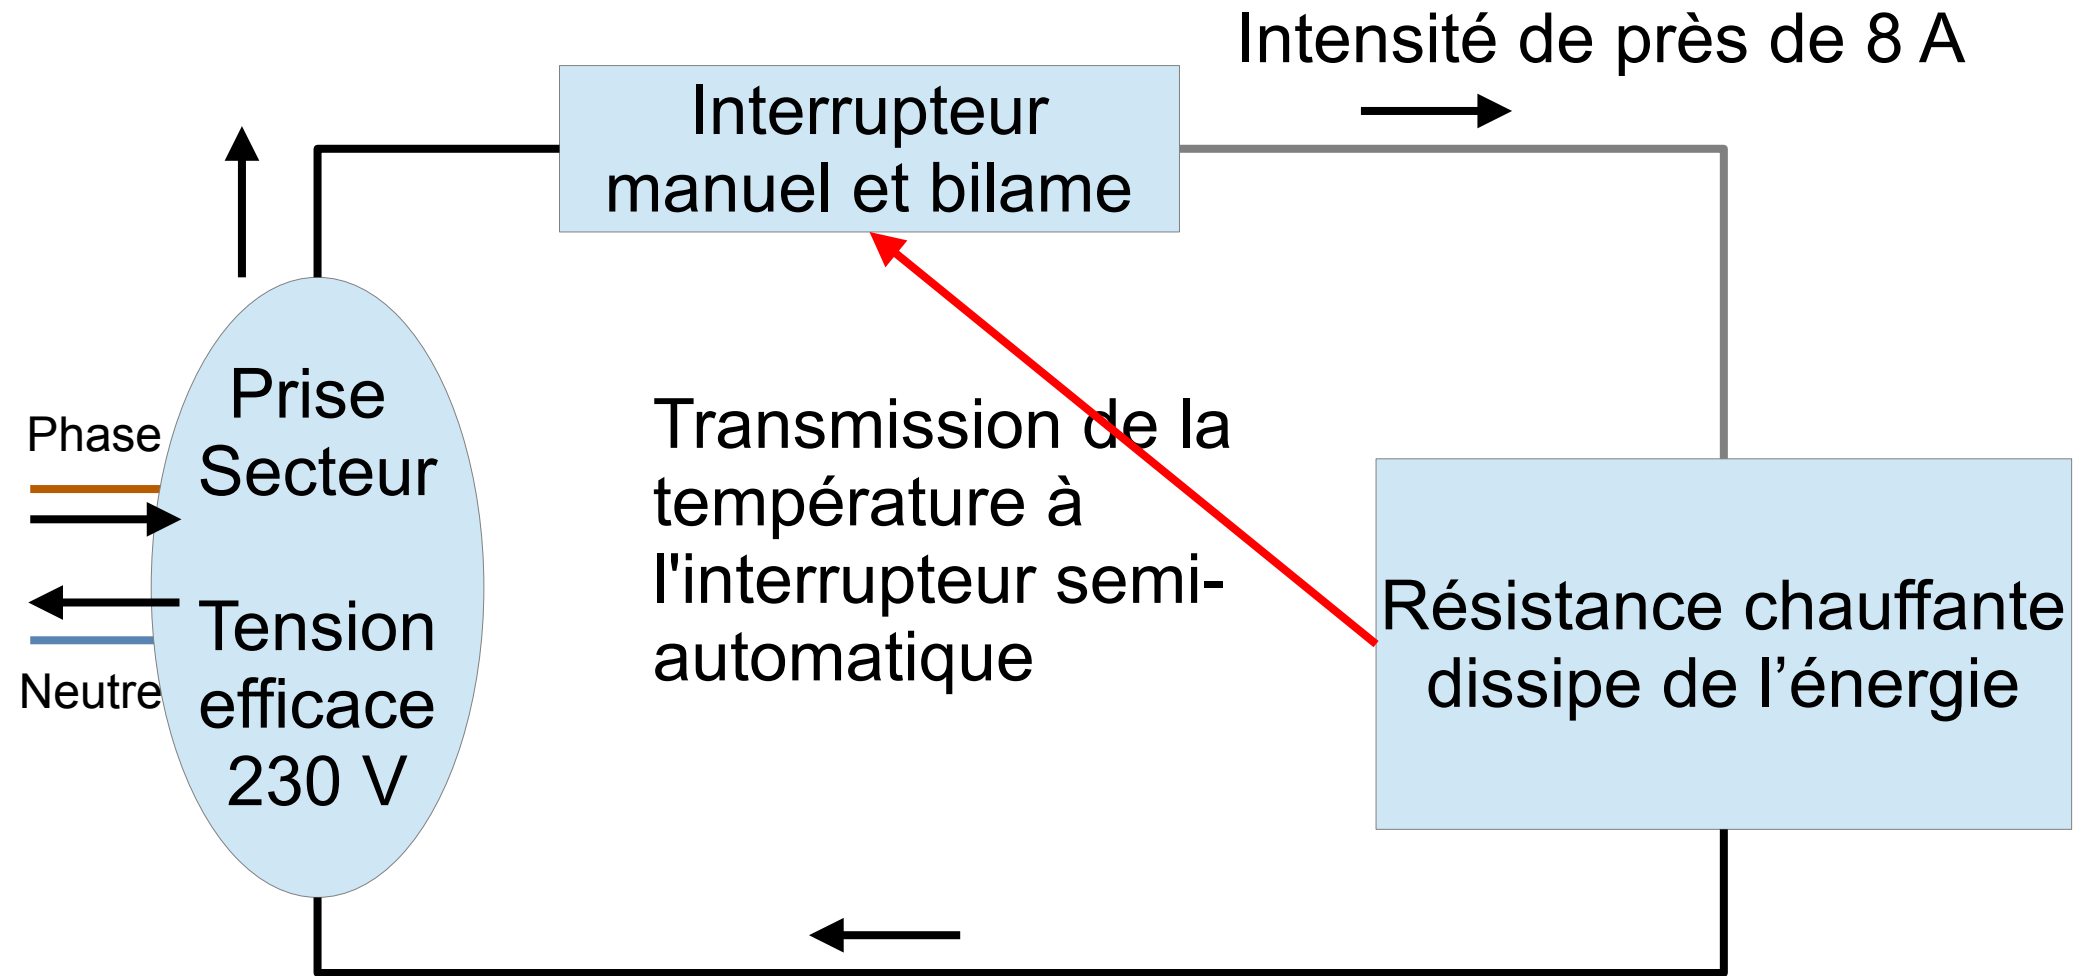 Intensité de près de 8 A
Interrupteur
manuel et bilame
Phase
Prise
Secteur
Tension
efficace
230 V
Neutre
Transmission de la
température à
l'interrupteur semi-
automatique
Résistance chauffante
dissipe de l’énergie